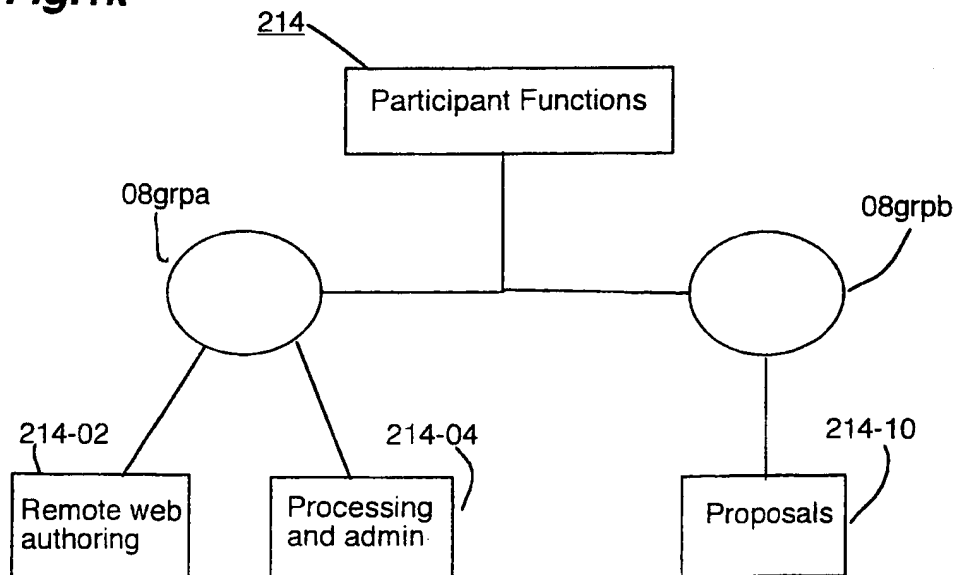 214
Participant Functions
08grpa
08grpb
214-02
214-04
214-10
Remote web
authoring
Processing
and admin
Proposals